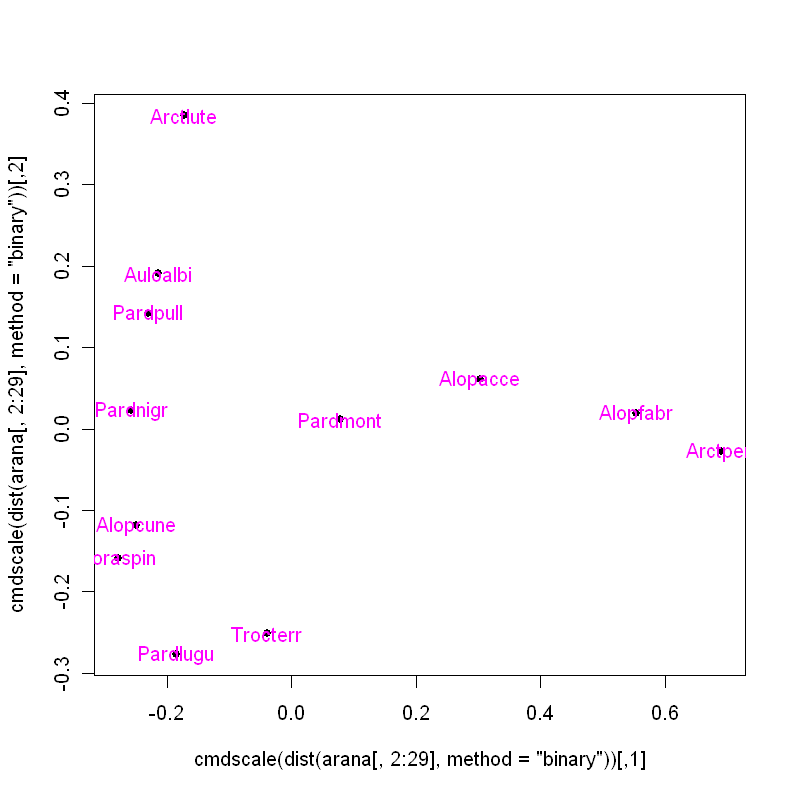 0.4
0.3
0.2
0.1
0.0
-0.1
-0.2
-0.3
cmdscale(dist(arana[, 2:29], method = "binary"))[,2]
Arctlute
Auloalbi
Pardpull
Alopacce
Pardnigr
Alopfabr
Pardmont
Arctpe
Alopcune
oraspin
Trocterr
Pardlugu
-0.2 0.0 0.2 0.4 0.6
cmdscale(dist(arana[, 2:29], method = "binary"))[,1]